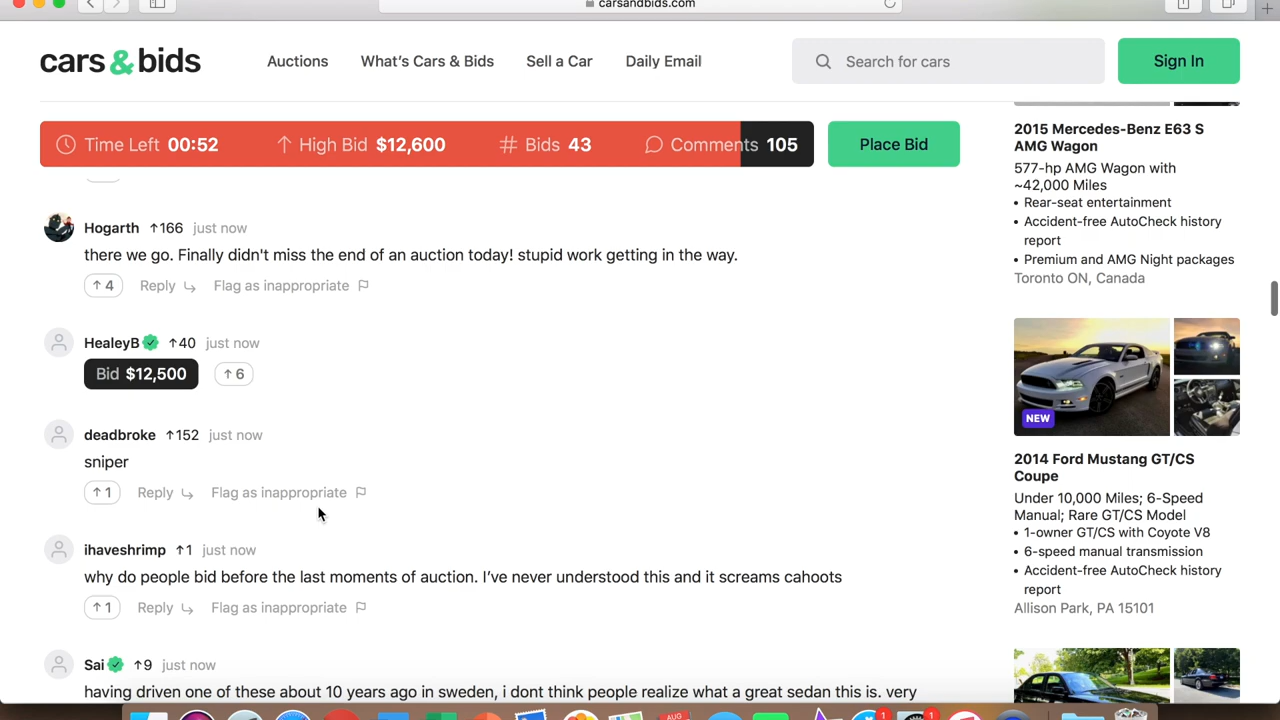 carsandbids.com
cars&bids
Auctions
What's Cars & Bids
Sell a Car
Daily Email
Search for cars
Sign In
Time Left 00:52
High Bid $12,600
# Bids 43
Comments 105
Place Bid
Hogarth ↑166 just now
there we go. Finally didn't miss the end of an auction today! stupid work getting in the way.
↑ 4 Reply Flag as inappropriate
HealeyB ↑40 just now
Bid $12,500 ↑ 6
deadbroke ↑152 just now
sniper
↑ 1 Reply Flag as inappropriate
ihaveshrimp ↑1 just now
why do people bid before the last moments of auction. I've never understood this and it screams cahoots
↑ 1 Reply Flag as inappropriate
Sai ↑9 just now
having driven one of these about 10 years ago in sweden, i dont think people realize what a great sedan this is. very
2015 Mercedes-Benz E63 S
AMG Wagon
577-hp AMG Wagon with
~42,000 Miles
• Rear-seat entertainment
• Accident-free AutoCheck history
report
• Premium and AMG Night packages
Toronto ON, Canada
NEW
2014 Ford Mustang GT/CS
Coupe
Under 10,000 Miles; 6-Speed
Manual; Rare GT/CS Model
• 1-owner GT/CS with Coyote V8
• 6-speed manual transmission
• Accident-free AutoCheck history
report
Allison Park, PA 15101
AUG
1
1